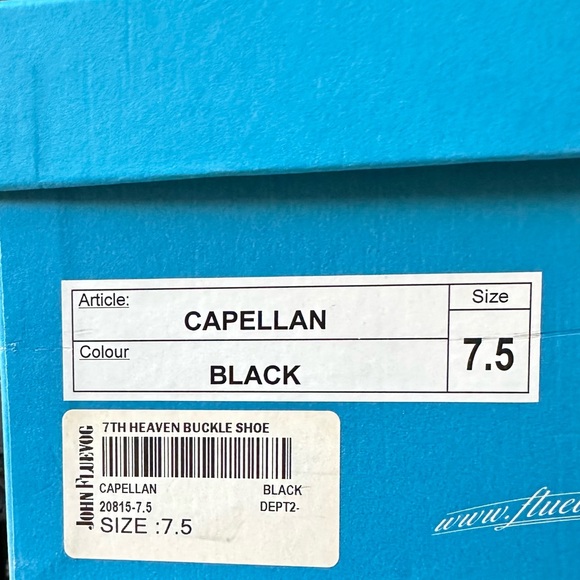 Article:
Size
CAPELLAN
Colour
7.5
BLACK
7TH HEAVEN BUCKLE SHOE
JOHN FLUEVOG
CAPELLAN BLACK
20815-7.5 DEPT2-
SIZE :7.5